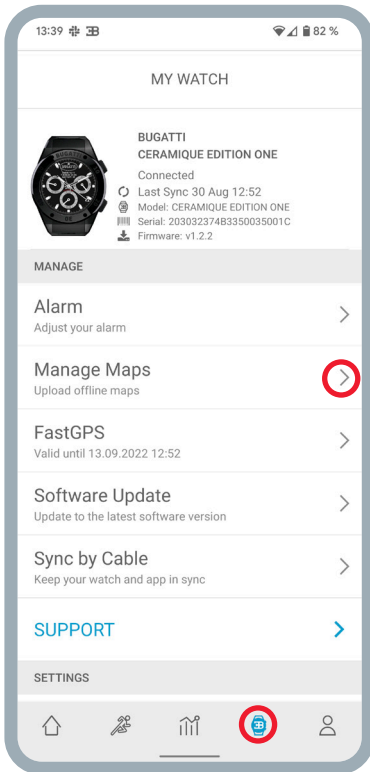 13:39 82 %
MY WATCH
BUGATTI
CERAMIQUE EDITION ONE
Connected
Last Sync 30 Aug 12:52
Model: CERAMIQUE EDITION ONE
Serial: 203032374B3350035001C
Firmware: v1.2.2
MANAGE
Alarm
Adjust your alarm
Manage Maps
Upload offline maps
FastGPS
Valid until 13.09.2022 12:52
Software Update
Update to the latest software version
Sync by Cable
Keep your watch and app in sync
SUPPORT
SETTINGS